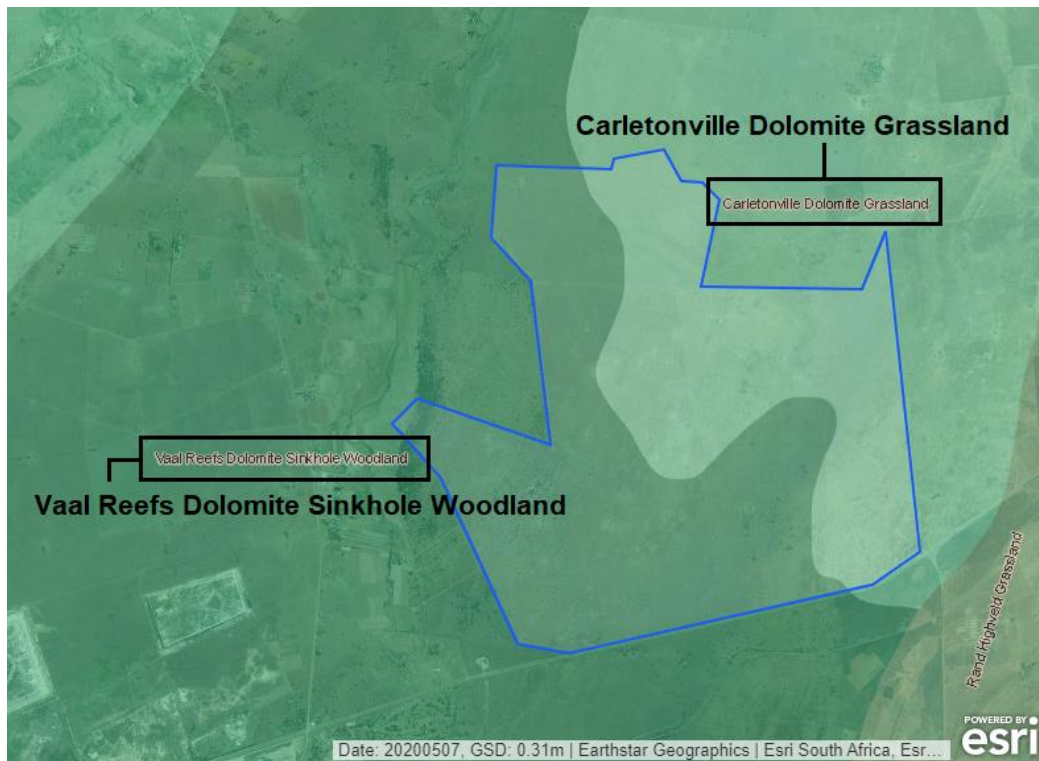 Carletonville Dolomite Grassland
Carletonville Dolomite Grassland
Vaal Reefs Dolomite Sinkhole Woodland
Vaal Reefs Dolomite Sinkhole Woodland
Rand Highveld Grassland
POWERED BY
esri
Date: 20200507, GSD: 0.31m | Earthstar Geographics | Esri South Africa, Esr...